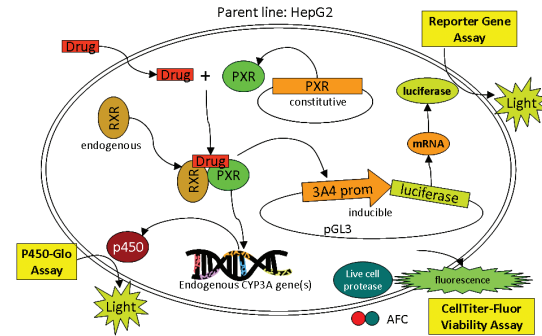 Parent line: HepG2
Reporter Gene
Assay
Drug
Drug
+
PXR
PXR
constitutive
luciferase
Light
RXR
endogenous
mRNA
Drug
RXR
PXR
3A4 prom
luciferase
inducible
pGL3
p450
P450-Glo
Assay
Endogenous CYP3A gene(s)
Live cell
protease
fluorescence
Light
CellTiter-Fluor
Viability Assay
AFC